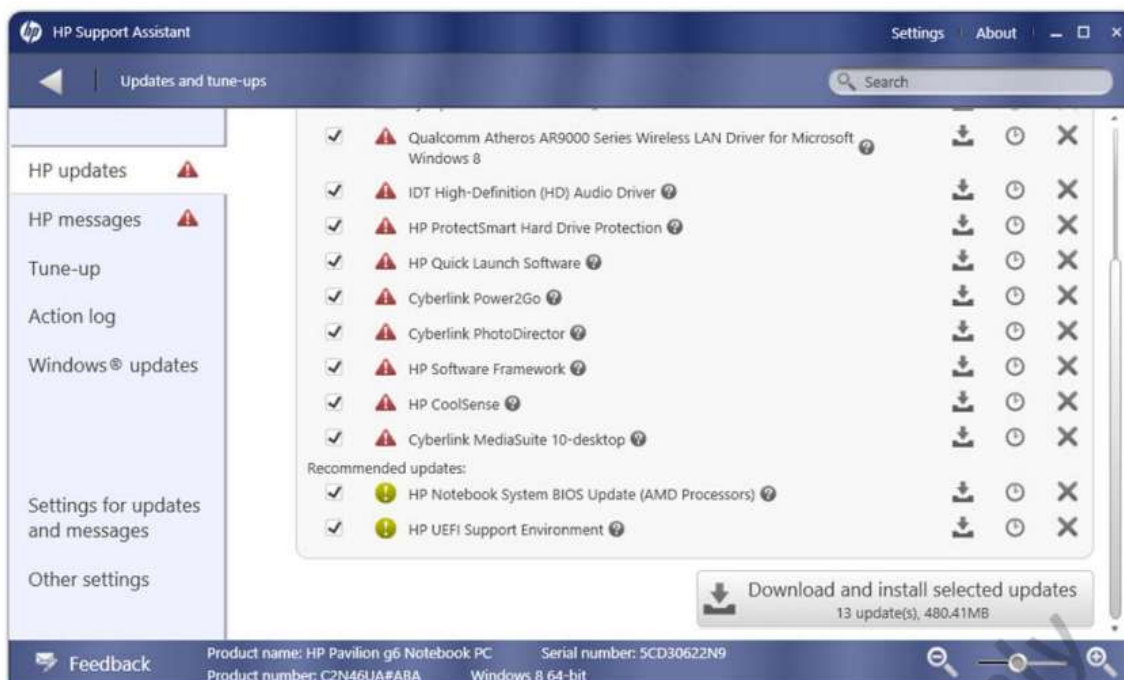 hp HP Support Assistant Settings About
Updates and tune-ups Search
Qualcomm Atheros AR9000 Series Wireless LAN Driver for Microsoft
Windows 8
HP updates
IDT High-Definition (HD) Audio Driver
HP messages
HP ProtectSmart Hard Drive Protection
Tune-up
HP Quick Launch Software
Cyberlink Power2Go
Action log
Cyberlink PhotoDirector
Windows® updates
HP Software Framework
HP CoolSense
Cyberlink MediaSuite 10-desktop
Recommended updates:
HP Notebook System BIOS Update (AMD Processors)
Settings for updates
and messages
HP UEFI Support Environment
Other settings
Download and install selected updates
13 update(s), 480.41MB
Feedback
Product name: HP Pavilion g6 Notebook PC Serial number: 5CD30622N9
Product number: C2N46UA#ABA Windows 8 64-bit